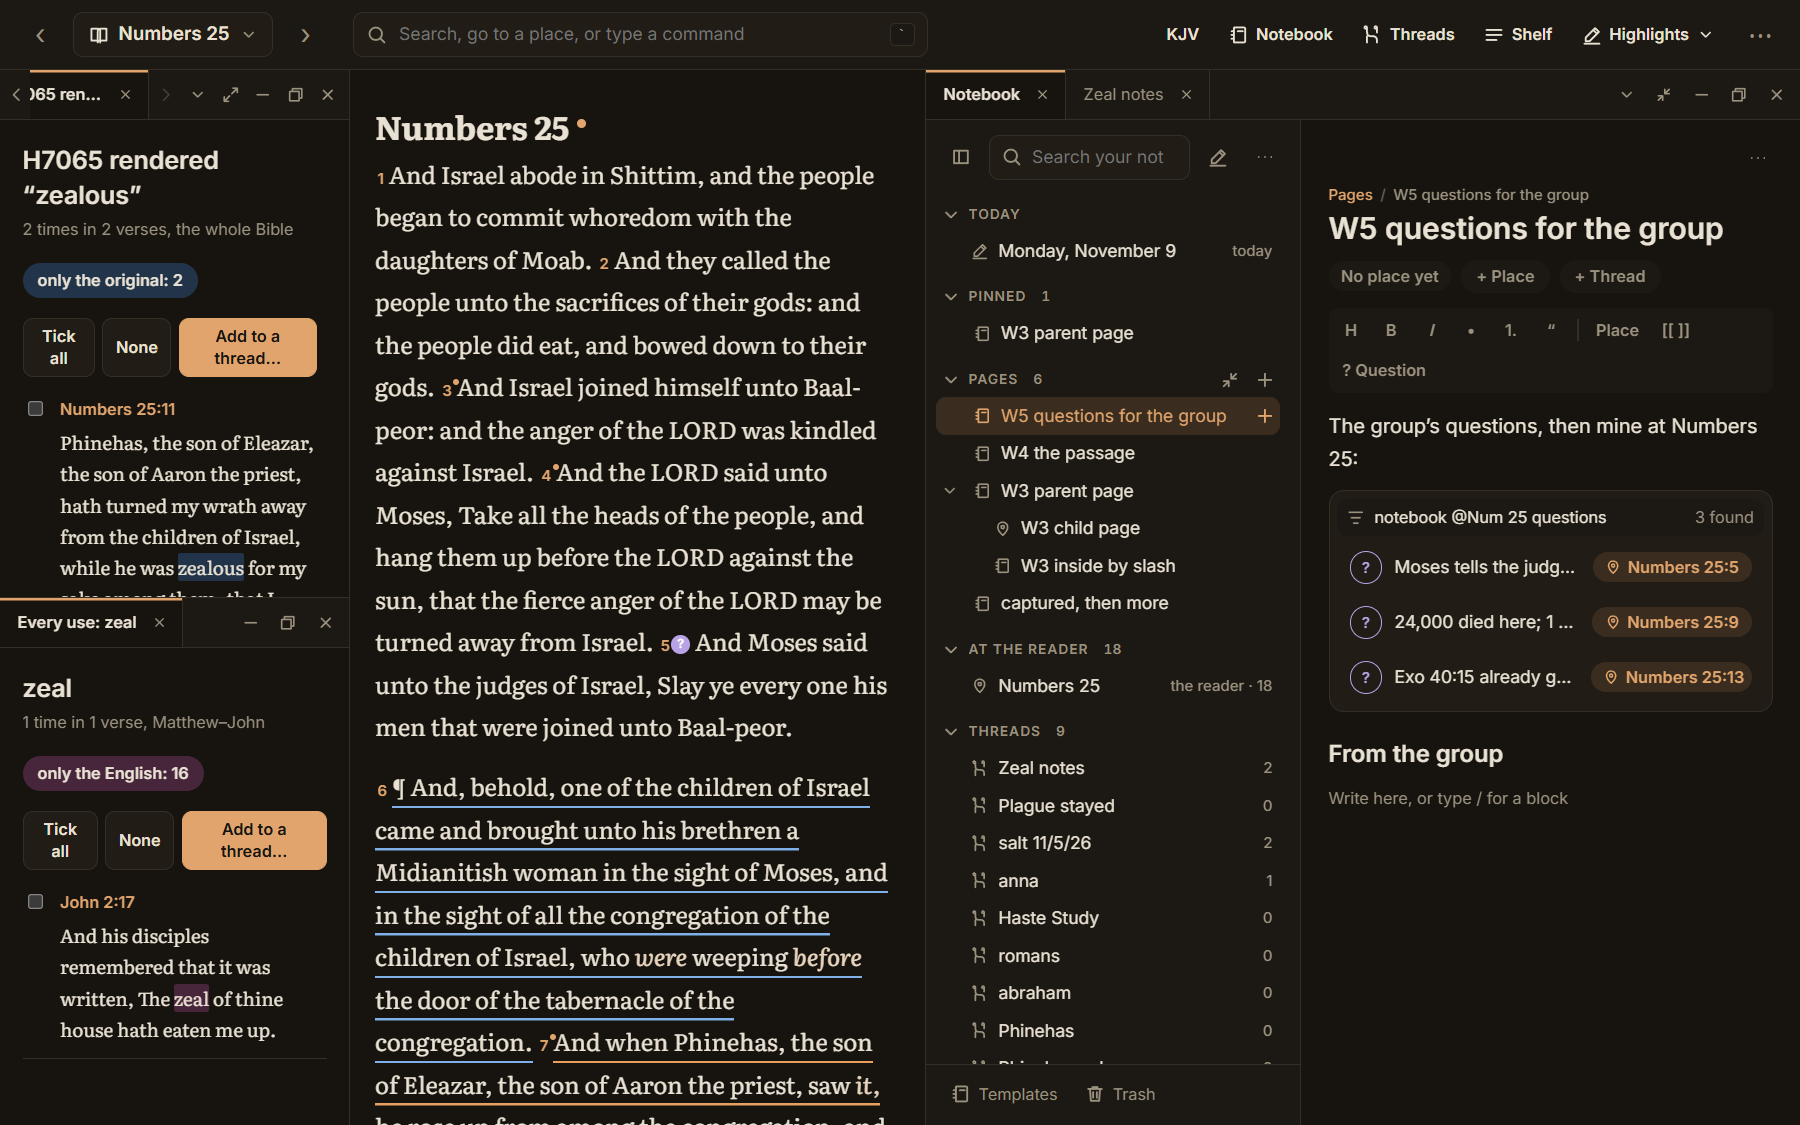 Numbers 25
Search, go to a place, or type a command
`
KJV
Notebook
Threads
Shelf
Highlights
065 ren...
H7065 rendered
“zealous”
2 times in 2 verses, the whole Bible
only the original: 2
Tick all
None
Add to a thread...
Numbers 25:11
Phinehas, the son of Eleazar,
the son of Aaron the priest,
hath turned my wrath away
from the children of Israel,
while he was zealous for my
Every use: zeal
zeal
1 time in 1 verse, Matthew–John
only the English: 16
Tick all
None
Add to a thread...
John 2:17
And his disciples
remembered that it was
written, The zeal of thine
house hath eaten me up.
Numbers 25
1 And Israel abode in Shittim, and the people
began to commit whoredom with the
daughters of Moab. 2 And they called the
people unto the sacrifices of their gods: and
the people did eat, and bowed down to their
gods. 3 And Israel joined himself unto Baal-
peor: and the anger of the LORD was kindled
against Israel. 4 And the LORD said unto
Moses, Take all the heads of the people, and
hang them up before the LORD against the
sun, that the fierce anger of the LORD may be
turned away from Israel. 5 ? And Moses said
unto the judges of Israel, Slay ye every one his
men that were joined unto Baal-peor.
6 ¶ And, behold, one of the children of Israel
came and brought unto his brethren a
Midianitish woman in the sight of Moses, and
in the sight of all the congregation of the
children of Israel, who were weeping before
the door of the tabernacle of the
congregation. 7 And when Phinehas, the son
of Eleazar, the son of Aaron the priest, saw it,
he rose up from among the congregation, and
Notebook
Zeal notes
Search your not
TODAY
Monday, November 9 today
PINNED 1
W3 parent page
PAGES 6
W5 questions for the group
W4 the passage
W3 parent page
W3 child page
W3 inside by slash
captured, then more
AT THE READER 18
Numbers 25 the reader · 18
THREADS 9
Zeal notes 2
Plague stayed 0
salt 11/5/26 2
anna 1
Haste Study 0
romans 0
abraham 0
Phinehas 0
Templates
Trash
Pages / W5 questions for the group
W5 questions for the group
No place yet
+ Place
+ Thread
H B I • 1. “ Place [[ ]]
? Question
The group’s questions, then mine at Numbers
25:
notebook @Num 25 questions 3 found
? Moses tells the judg... Numbers 25:5
? 24,000 died here; 1 ... Numbers 25:9
? Exo 40:15 already g... Numbers 25:13
From the group
Write here, or type / for a block